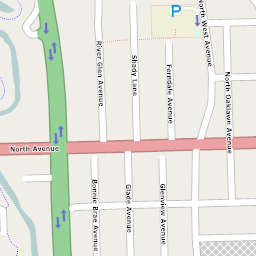 P
North West Avenue
River Glen Avenue
Shady Lane
Ferndale Avenue
North Oaklawn Avenue
North Avenue
Bonnie Brae Avenue
Glade Avenue
Glenview Avenue